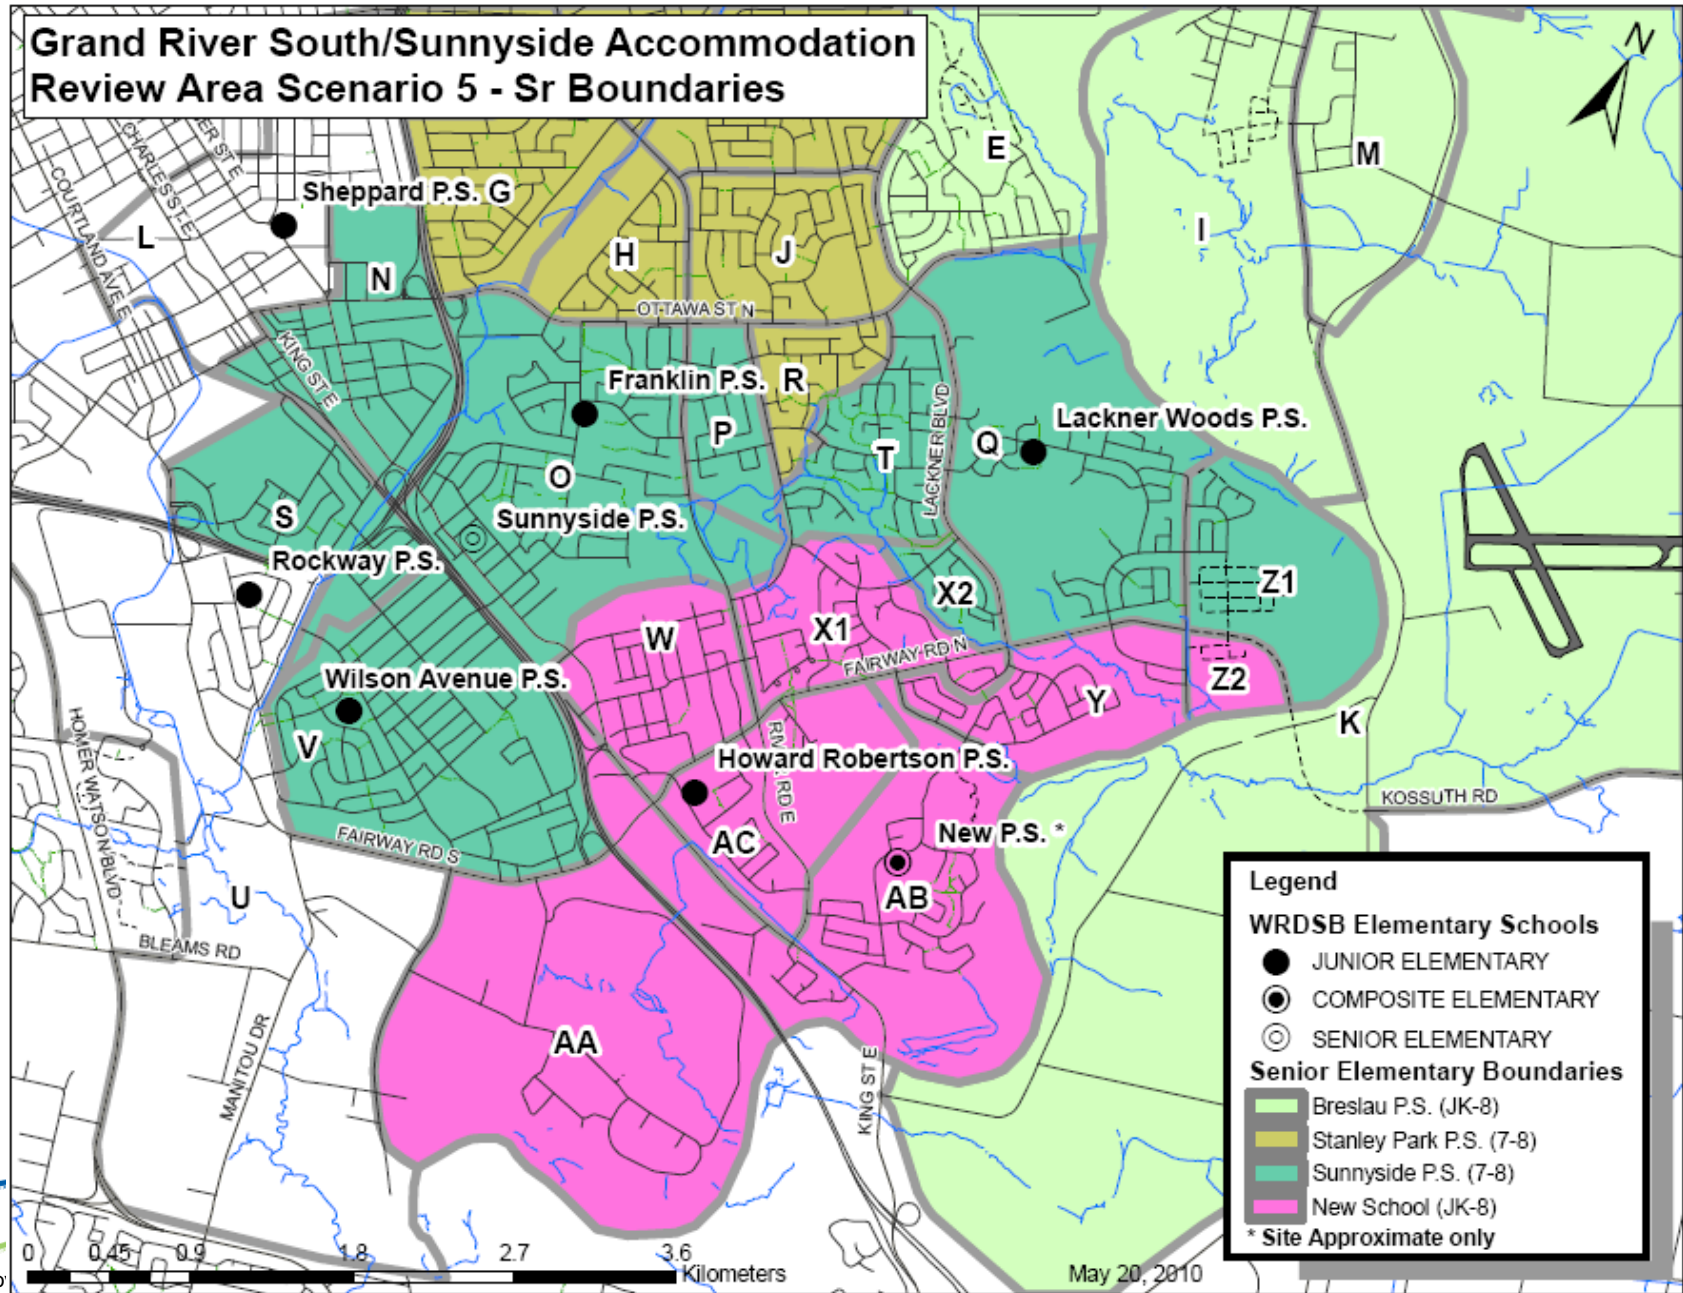 Grand River South/Sunnyside Accommodation
Review Area Scenario 5 - Sr Boundaries
N
E
M
CHARLES ST E
COURTLAND AVE E
Sheppard P.S.
G
L
I
H
J
N
OTTAWA ST N
KING ST E
Franklin P.S.
R
LACKNER BLVD
Lackner Woods P.S.
P
Q
T
O
S
Sunnyside P.S.
Rockway P.S.
Z1
X2
W
X1
FAIRWAY RD N
Wilson Avenue P.S.
Z2
Y
V
K
HOMER WATSON BLVD
RIVER RD E
Howard Robertson P.S.
KOSSUTH RD
FAIRWAY RD S
AC
New P.S. *
U
AB
BLEAMS RD
AA
MANITOU DR
KING ST E
Legend
WRDSB Elementary Schools
JUNIOR ELEMENTARY
COMPOSITE ELEMENTARY
SENIOR ELEMENTARY
Senior Elementary Boundaries
Breslau P.S. (JK-8)
Stanley Park P.S. (7-8)
Sunnyside P.S. (7-8)
New School (JK-8)
* Site Approximate only
0 0.45 0.9 1.8 2.7 3.6
Kilometers
May 20, 2010